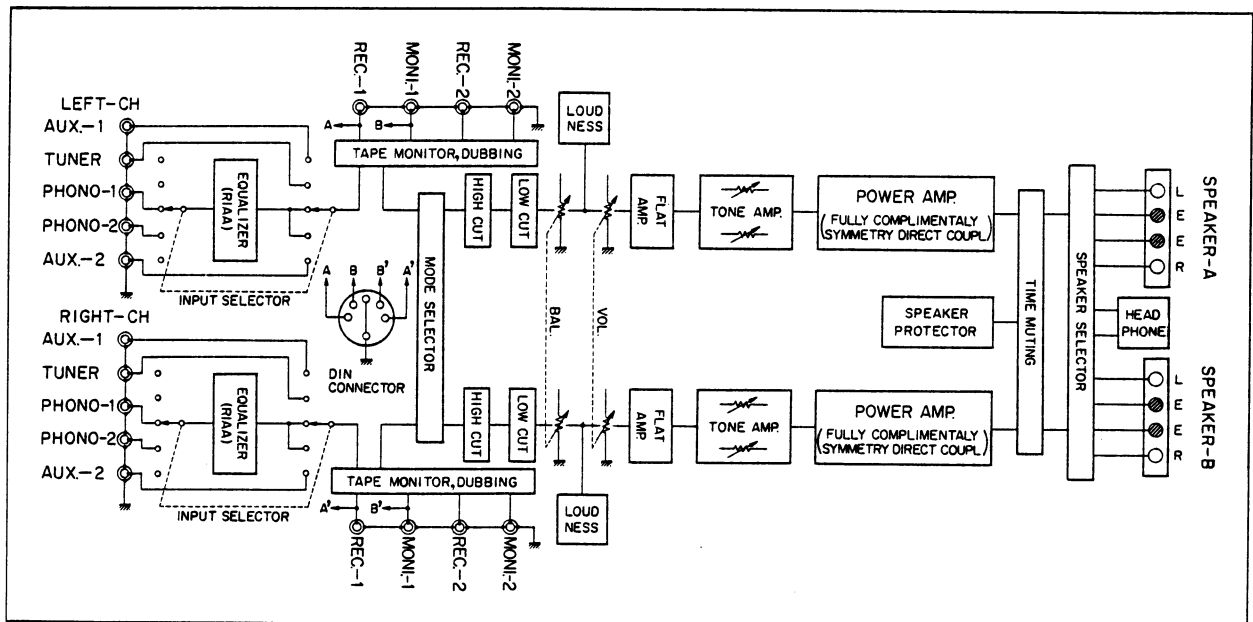 REC.-1
MONI.-1
REC.-2
MONI.-2
LEFT-CH
AUX.-1
TUNER
PHONO-1
PHONO-2
AUX.-2
EQUALIZER
(RIAA)
INPUT SELECTOR
A
B
TAPE MONITOR, DUBBING
LOUD
NESS
HIGH CUT
LOW CUT
FLAT
AMP.
TONE AMP.
POWER AMP.
(FULLY COMPLIMENTALY
SYMMETRY DIRECT COUPL)
A
B
B'
A'
DIN
CONNECTOR
MODE SELECTOR
BAL.
VOL.
SPEAKER
PROTECTOR
TIME MUTING
SPEAKER SELECTOR
L
E
E
R
SPEAKER-A
HEAD
PHONE
L
E
E
R
SPEAKER-B
RIGHT-CH
AUX.-1
TUNER
PHONO-1
PHONO-2
AUX.-2
EQUALIZER
(RIAA)
INPUT SELECTOR
HIGH CUT
LOW CUT
FLAT
AMP.
TONE AMP.
POWER AMP.
(FULLY COMPLIMENTALY
SYMMETRY DIRECT COUPL)
TAPE MONITOR, DUBBING
A'
B'
LOUD
NESS
REC.-1
MONI.-1
REC.-2
MONI.-2